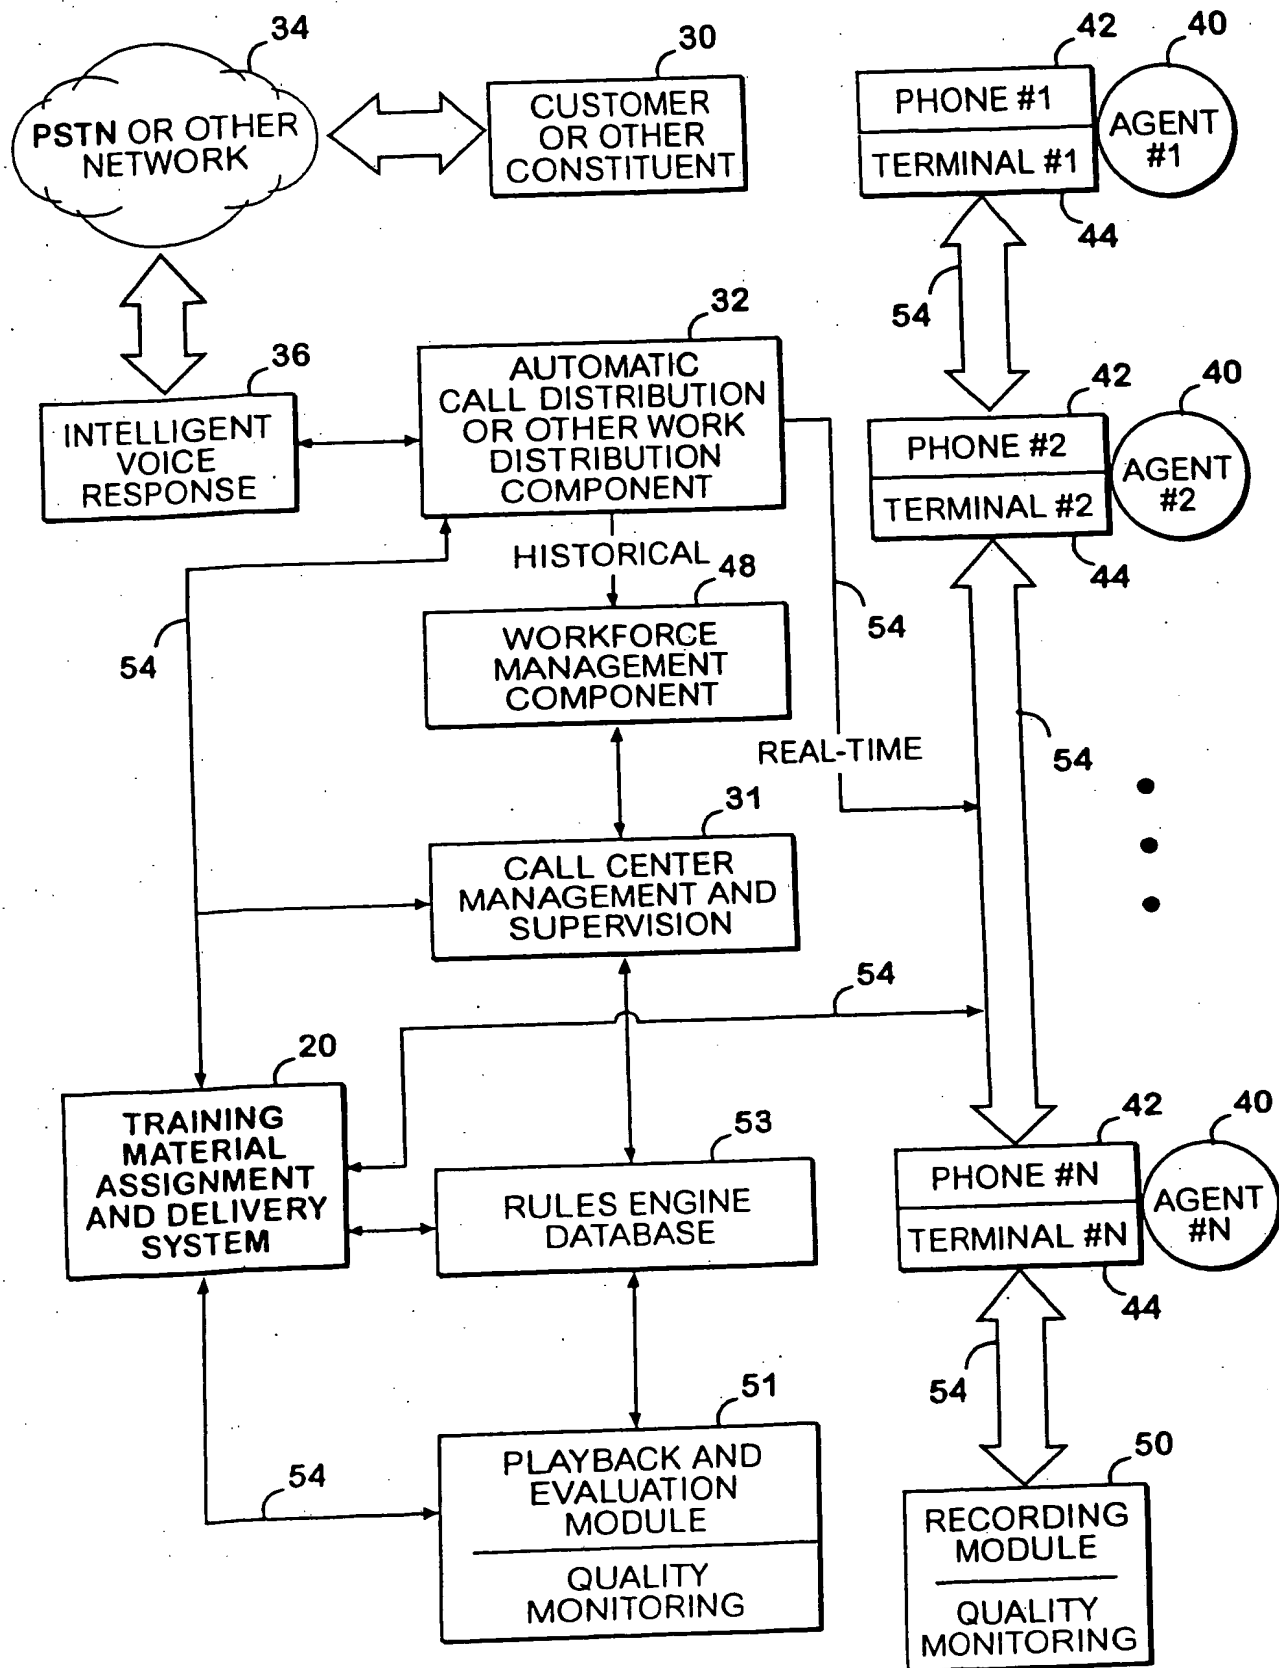 34
PSTN OR OTHER
NETWORK
30
CUSTOMER
OR OTHER
CONSTITUENT
42
40
PHONE #1
TERMINAL #1
AGENT
#1
44
54
36
INTELLIGENT
VOICE
RESPONSE
32
AUTOMATIC
CALL DISTRIBUTION
OR OTHER WORK
DISTRIBUTION
COMPONENT
42
40
PHONE #2
TERMINAL #2
AGENT
#2
44
HISTORICAL
48
54
54
WORKFORCE
MANAGEMENT
COMPONENT
REAL-TIME
54
31
CALL CENTER
MANAGEMENT AND
SUPERVISION
54
20
TRAINING
MATERIAL
ASSIGNMENT
AND DELIVERY
SYSTEM
53
RULES ENGINE
DATABASE
42
40
PHONE #N
TERMINAL #N
AGENT
#N
44
54
51
PLAYBACK AND
EVALUATION
MODULE
QUALITY
MONITORING
54
50
RECORDING
MODULE
QUALITY
MONITORING